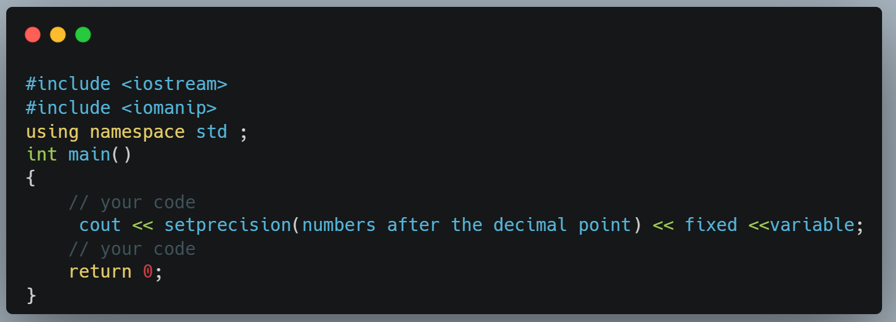 #include <iostream>
#include <iomanip>
using namespace std ;
int main()
{
// your code
cout << setprecision(numbers after the decimal point) << fixed <<variable;
// your code
return 0;
}